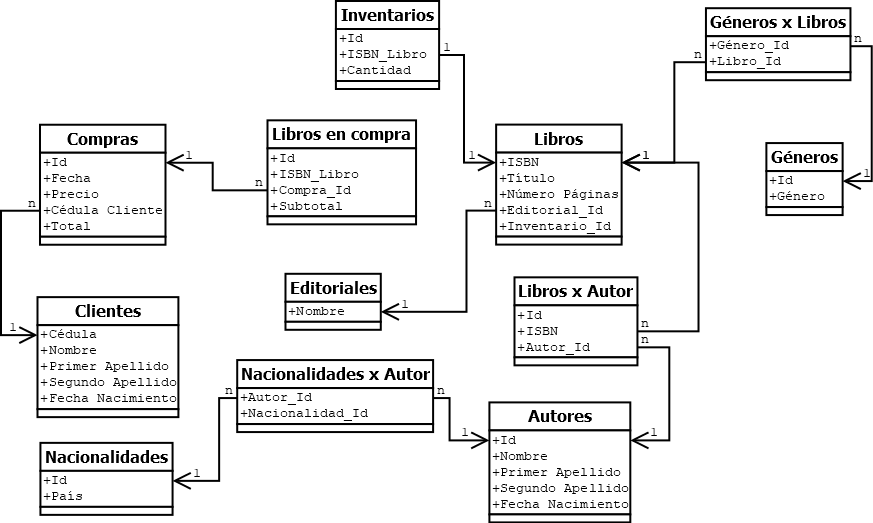 Inventarios
+Id
+ISBN_Libro
+Cantidad
1
1
Géneros x Libros
+Género_Id
+Libro_Id
n
n
Compras
+Id
+Fecha
+Precio
+Cédula Cliente
+Total
1
n
Libros en compra
+Id
+ISBN_Libro
+Compra_Id
+Subtotal
n
Libros
+ISBN
+Título
+Número Páginas
+Editorial_Id
+Inventario_Id
1
n
Géneros
+Id
+Género
1
Editoriales
+Nombre
1
Libros x Autor
+Id
+ISBN
+Autor_Id
n
n
Clientes
+Cédula
+Nombre
+Primer Apellido
+Segundo Apellido
+Fecha Nacimiento
1
Nacionalidades x Autor
+Autor_Id
+Nacionalidad_Id
n
n
Autores
+Id
+Nombre
+Primer Apellido
+Segundo Apellido
+Fecha Nacimiento
1
1
Nacionalidades
+Id
+País
1